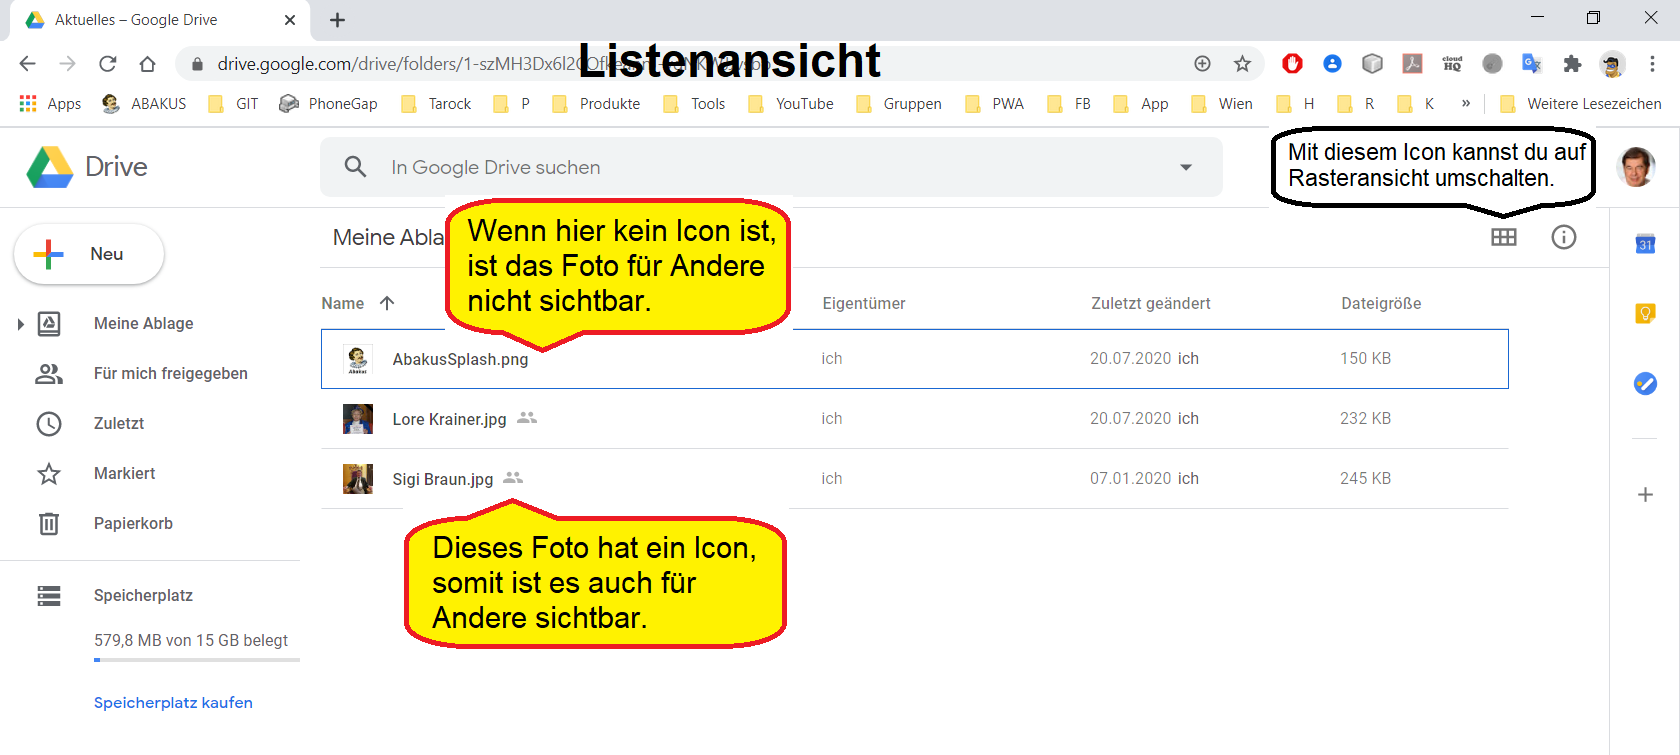 Aktuelles – Google Drive
Listenansicht
drive.google.com/drive/folders/1-szMH3Dx6l2
Apps ABAKUS GIT PhoneGap Tarock P Produkte Tools YouTube Gruppen PWA FB App Wien H R K » Weitere Lesezeichen
cloud
HQ
Drive
In Google Drive suchen
Mit diesem Icon kannst du auf
Rasteransicht umschalten.
Neu
Meine Abla
Wenn hier kein Icon ist,
ist das Foto für Andere
nicht sichtbar.
31
Name Eigentümer Zuletzt geändert Dateigröße
Meine Ablage
Für mich freigegeben
Zuletzt
Markiert
Papierkorb
Speicherplatz
579,8 MB von 15 GB belegt
Speicherplatz kaufen
Abakus
AbakusSplash.png ich 20.07.2020 ich 150 KB
Lore Krainer.jpg ich 20.07.2020 ich 232 KB
Sigi Braun.jpg ich 07.01.2020 ich 245 KB
Dieses Foto hat ein Icon,
somit ist es auch für
Andere sichtbar.